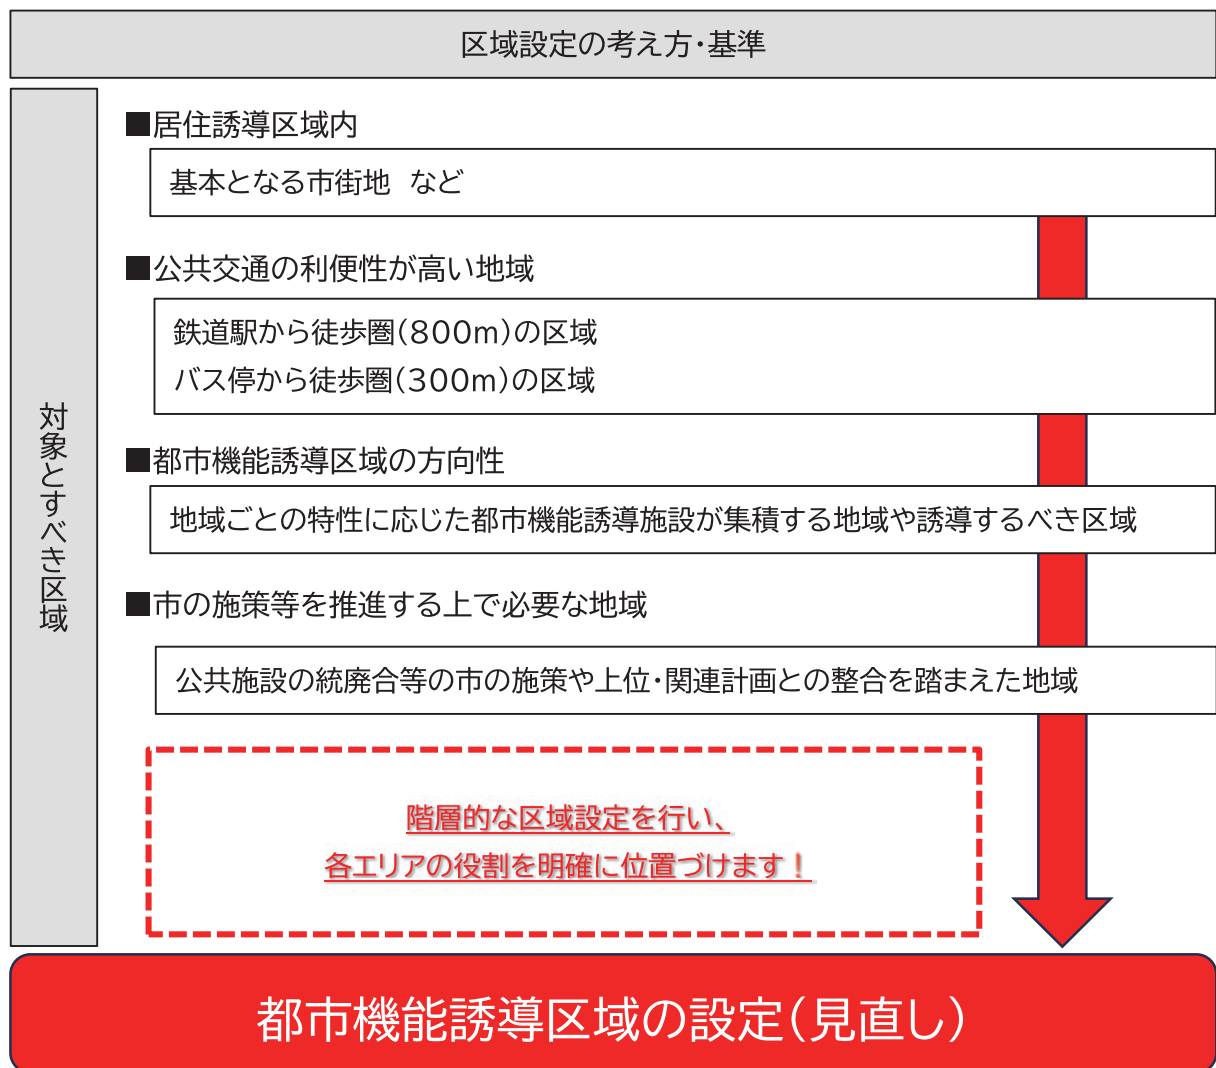 区域設定の考え方・基準
対象とすべき区域
■居住誘導区域内
基本となる市街地　など
■公共交通の利便性が高い地域
鉄道駅から徒歩圏(800m)の区域
バス停から徒歩圏(300m)の区域
■都市機能誘導区域の方向性
地域ごとの特性に応じた都市機能誘導施設が集積する地域や誘導するべき区域
■市の施策等を推進する上で必要な地域
公共施設の統廃合等の市の施策や上位・関連計画との整合を踏まえた地域
階層的な区域設定を行い、
各エリアの役割を明確に位置づけます！
都市機能誘導区域の設定(見直し)